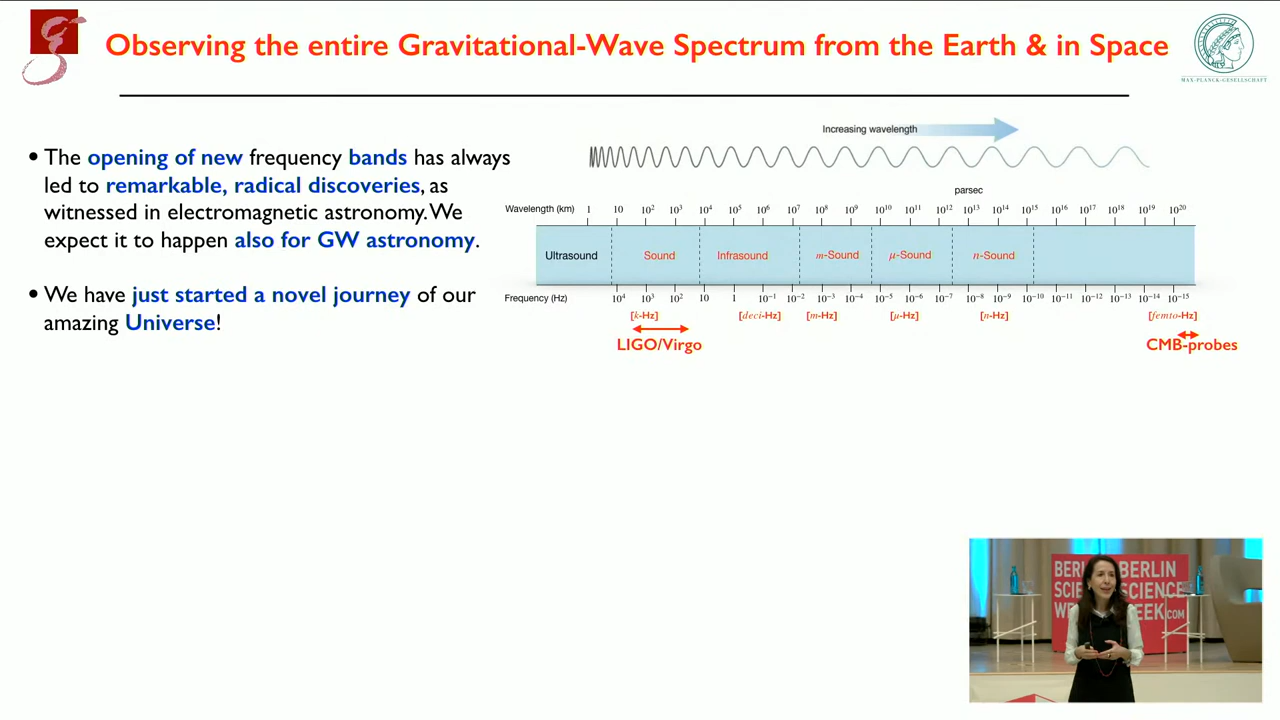 Observing the entire Gravitational-Wave Spectrum from the Earth & in Space
MAX-PLANCK-GESELLSCHAFT
• The opening of new frequency bands has always
led to remarkable, radical discoveries, as
witnessed in electromagnetic astronomy. We
expect it to happen also for GW astronomy.
• We have just started a novel journey of our
amazing Universe!
Increasing wavelength
parsec
Wavelength (km) 1 10 10² 10³ 10⁴ 10⁵ 10⁶ 10⁷ 10⁸ 10⁹ 10¹⁰ 10¹¹ 10¹² 10¹³ 10¹⁴ 10¹⁵ 10¹⁶ 10¹⁷ 10¹⁸ 10¹⁹ 10²⁰
Ultrasound Sound Infrasound m-Sound μ-Sound n-Sound
Frequency (Hz) 10⁴ 10³ 10² 10 1 10⁻¹ 10⁻² 10⁻³ 10⁻⁴ 10⁻⁵ 10⁻⁶ 10⁻⁷ 10⁻⁸ 10⁻⁹ 10⁻¹⁰ 10⁻¹¹ 10⁻¹² 10⁻¹³ 10⁻¹⁴ 10⁻¹⁵
[k-Hz] [deci-Hz] [m-Hz] [μ-Hz] [n-Hz] [femto-Hz]
LIGO/Virgo CMB-probes
BERLIN
SCIENCE
EEK.COM